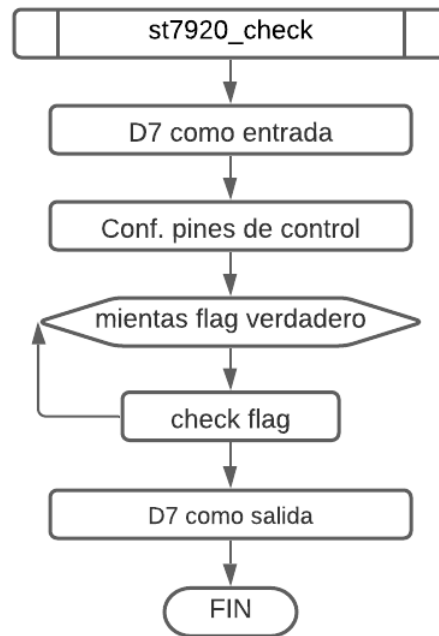 st7920_check
D7 como entrada
Conf. pines de control
mientas flag verdadero
check flag
D7 como salida
FIN